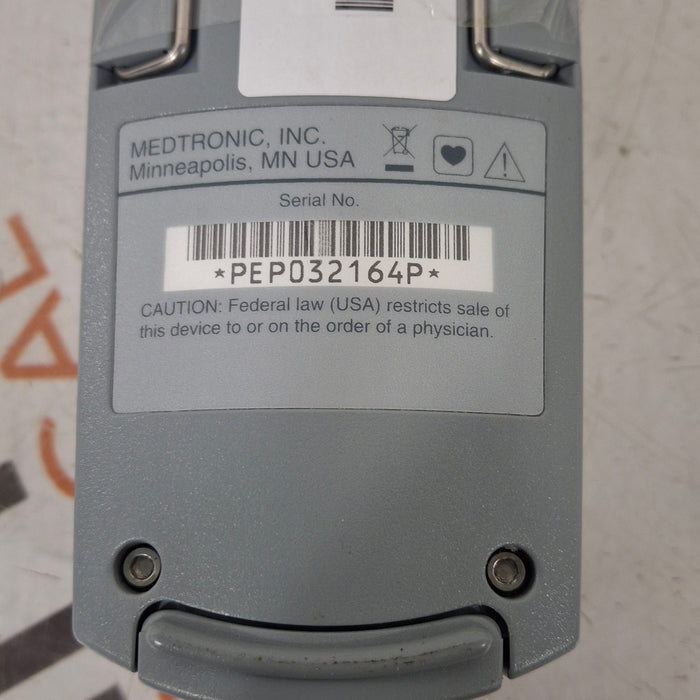 MEDTRONIC, INC.
Minneapolis, MN USA
Serial No.
*PEP032164P*
CAUTION: Federal law (USA) restricts sale of
this device to or on the order of a physician.